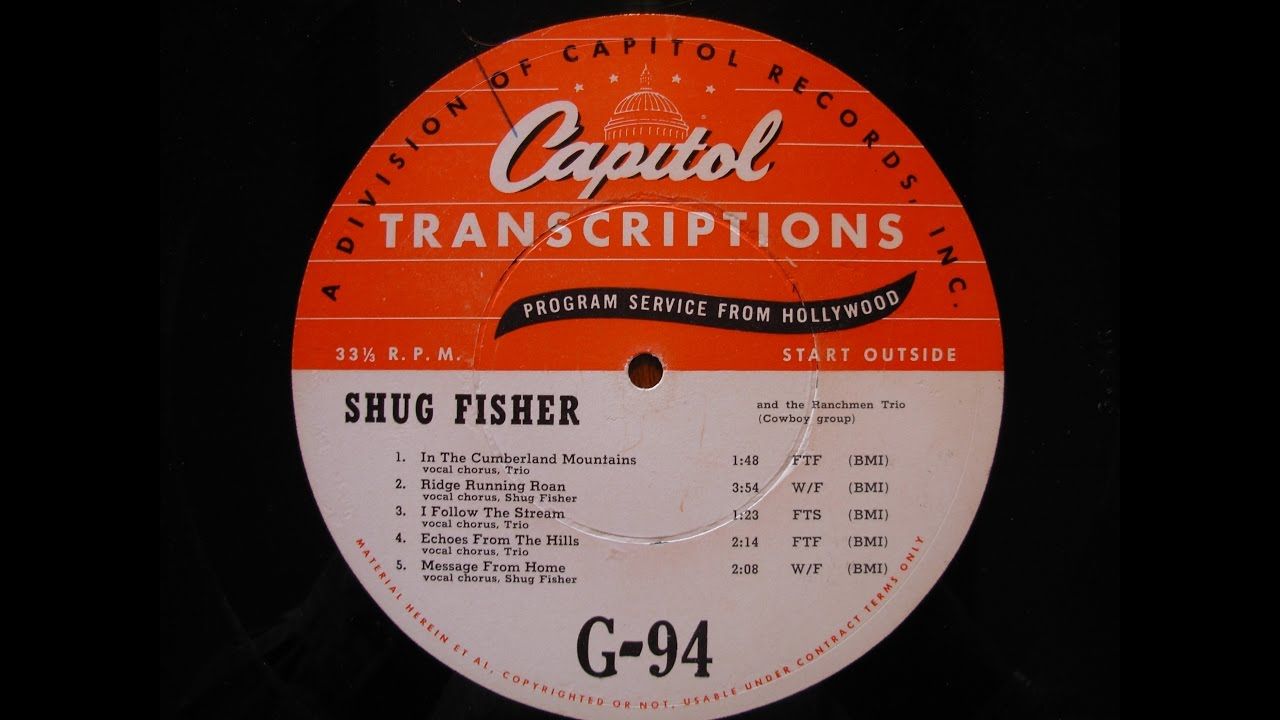 A DIVISION OF CAPITOL RECORDS, INC.
Capitol
TRANSCRIPTIONS
PROGRAM SERVICE FROM HOLLYWOOD
33⅓ R.P.M. START OUTSIDE
SHUG FISHER and the Ranchmen Trio
(Cowboy group)
1. In The Cumberland Mountains 1:48 FTF (BMI)
vocal chorus, Trio
2. Ridge Running Roan 3:54 W/F (BMI)
vocal chorus, Shug Fisher
3. I Follow The Stream 1:23 FTS (BMI)
vocal chorus, Trio
4. Echoes From The Hills 2:14 FTF (BMI)
vocal chorus, Trio
5. Message From Home 2:08 W/F (BMI)
vocal chorus, Shug Fisher
G-94
MATERIAL HEREIN ET AL, COPYRIGHTED OR NOT, USABLE UNDER CONTRACT TERMS ONLY